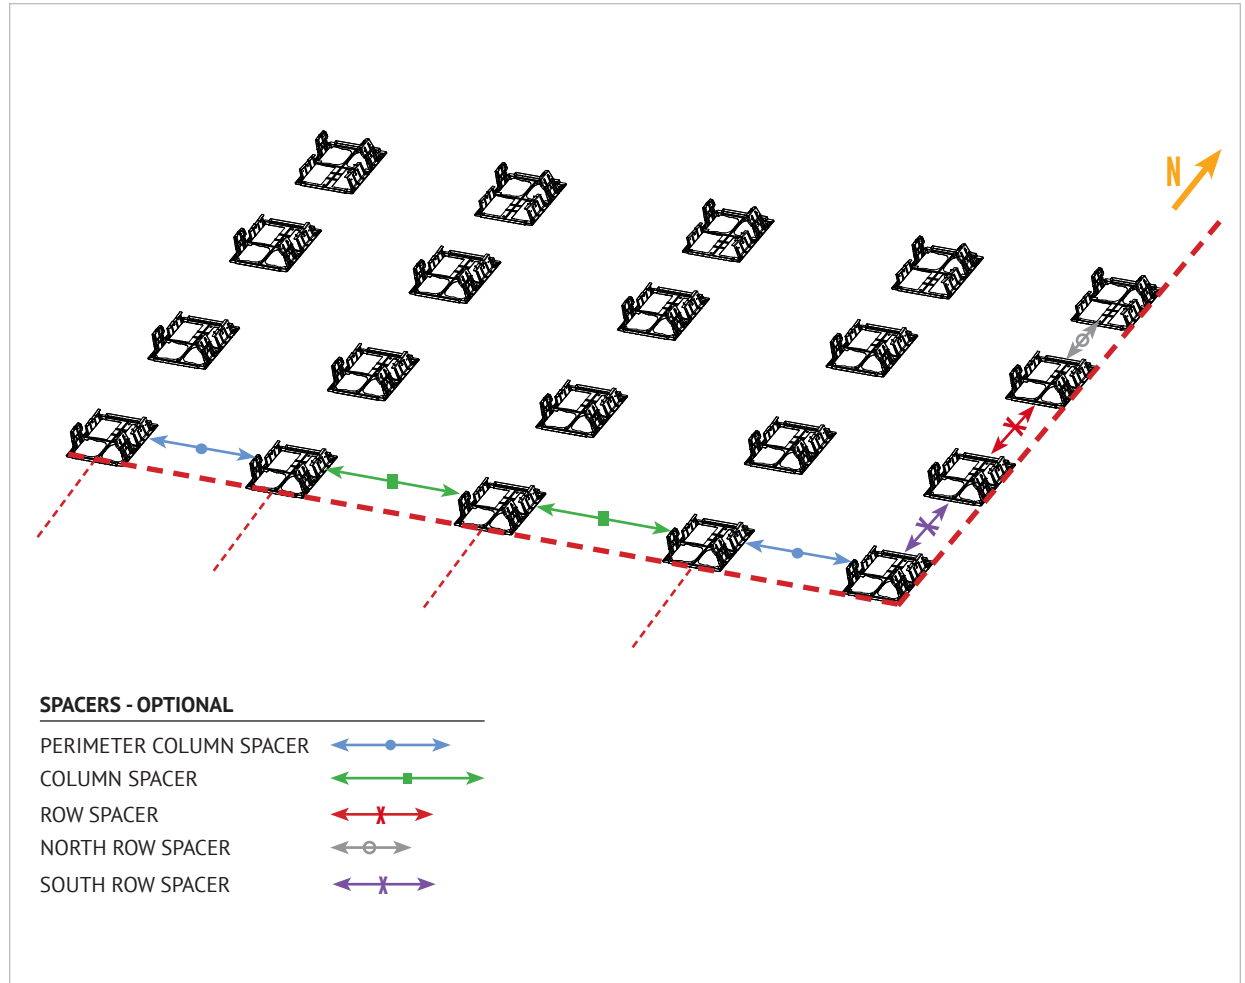 N
SPACERS - OPTIONAL
PERIMETER COLUMN SPACER
COLUMN SPACER
ROW SPACER
NORTH ROW SPACER
SOUTH ROW SPACER